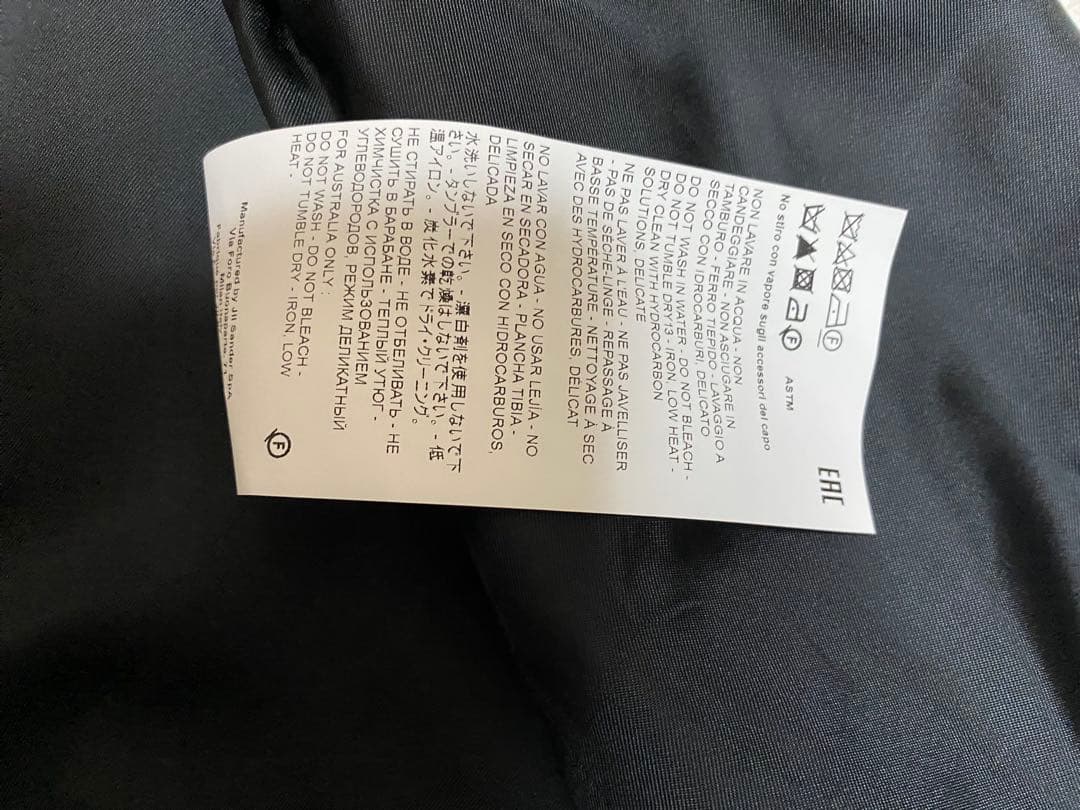 EAC
ASTM
No stiro con vapore sugli accessori del capo
NON LAVARE IN ACQUA - NON
CANDEGGIARE - NON ASCIUGARE IN
TAMBURO - FERRO TIEPIDO - LAVAGGIO A
SECCO CON IDROCARBURI, DELICATO
DO NOT WASH IN WATER - DO NOT BLEACH -
DO NOT TUMBLE DRY13 - IRON, LOW HEAT -
DRY CLEAN WITH HYDROCARBON
SOLUTIONS, DELICATE
NE PAS LAVER À L'EAU - NE PAS JAVELLISER
- PAS DE SÈCHE-LINGE - REPASSAGE À
BASSE TEMPÉRATURE - NETTOYAGE À SEC
AVEC DES HYDROCARBURES, DÉLICAT
NO LAVAR CON AGUA - NO USAR LEJÍA - NO
SECAR EN SECADORA - PLANCHA TIBIA -
LIMPIEZA EN SECO CON HIDROCARBUROS,
DELICADA
水洗いしないで下さい。- 漂白剤を使用しないで下
さい。- タンブラーでの乾燥はしないで下さい。- 低
温アイロン。- 炭化水素でドライ・クリーニング。
НЕ СТИРАТЬ В ВОДЕ - НЕ ОТБЕЛИВАТЬ - НЕ
СУШИТЬ В БАРАБАНЕ - ТЕПЛЫЙ УТЮГ -
ХИМЧИСТКА С ИСПОЛЬЗОВАНИЕМ
УГЛЕВОДОРОДОВ, РЕЖИМ ДЕЛИКАТНЫЙ
FOR AUSTRALIA ONLY :
DO NOT WASH - DO NOT BLEACH -
DO NOT TUMBLE DRY - IRON, LOW
HEAT -
F
Manufactured by Jil Sander SPA
Via Foro Buonaparte 71
Milan Italy